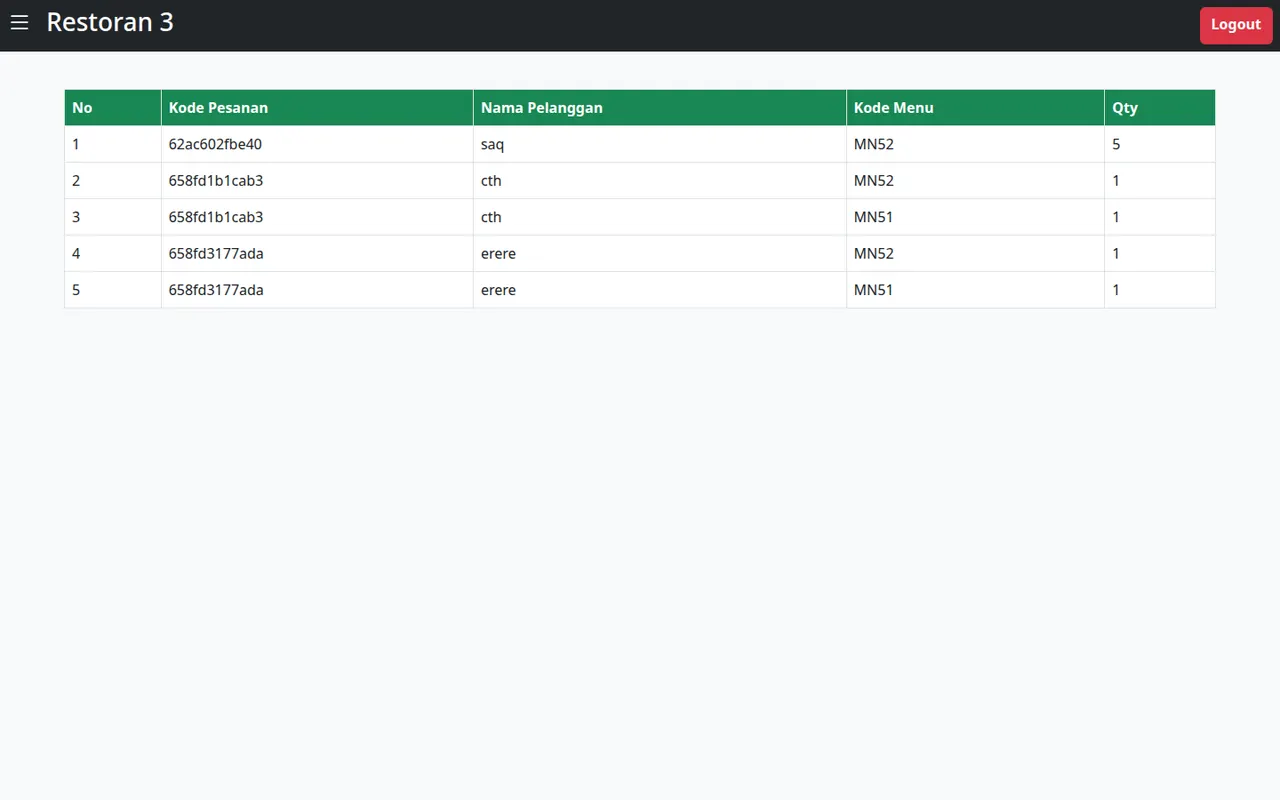 Restoran 3
Logout
No Kode Pesanan Nama Pelanggan Kode Menu Qty
1 62ac602fbe40 saq MN52 5
2 658fd1b1cab3 cth MN52 1
3 658fd1b1cab3 cth MN51 1
4 658fd3177ada erere MN52 1
5 658fd3177ada erere MN51 1